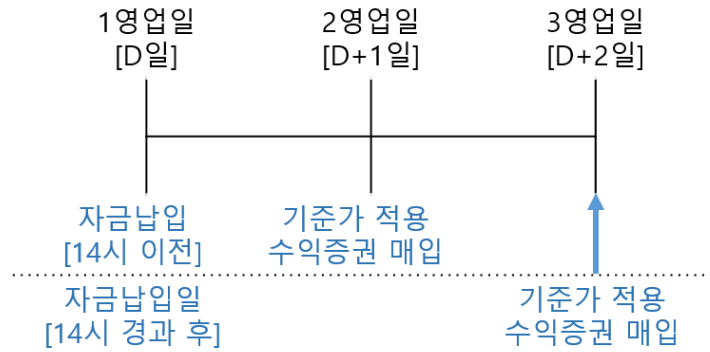 1영업일
[D일]
2영업일
[D+1일]
3영업일
[D+2일]
자금납입
[14시 이전]
기준가 적용
수익증권 매입
자금납입일
[14시 경과 후]
기준가 적용
수익증권 매입